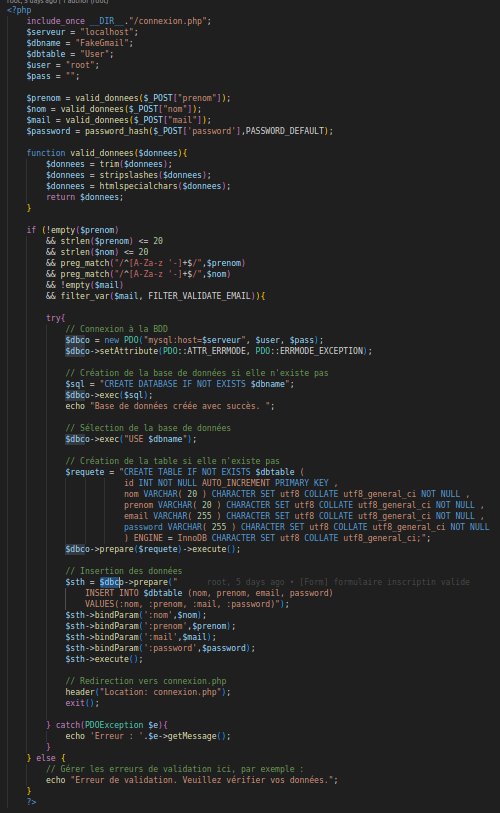 root, 5 days ago | 1 author (root)
<?php
include_once __DIR__."/connexion.php";
$serveur = "localhost";
$dbname = "FakeGmail";
$dbtable = "User";
$user = "root";
$pass = "";
$prenom = valid_donnees($_POST["prenom"]);
$nom = valid_donnees($_POST["nom"]);
$mail = valid_donnees($_POST["mail"]);
$password = password_hash($_POST['password'],PASSWORD_DEFAULT);
function valid_donnees($donnees){
$donnees = trim($donnees);
$donnees = stripslashes($donnees);
$donnees = htmlspecialchars($donnees);
return $donnees;
}
if (!empty($prenom)
&& strlen($prenom) <= 20
&& strlen($nom) <= 20
&& preg_match("/^[A-Za-z '-]+$/",$prenom)
&& preg_match("/^[A-Za-z '-]+$/",$nom)
&& !empty($mail)
&& filter_var($mail, FILTER_VALIDATE_EMAIL)){
try{
// Connexion à la BDD
$dbco = new PDO("mysql:host=$serveur", $user, $pass);
$dbco->setAttribute(PDO::ATTR_ERRMODE, PDO::ERRMODE_EXCEPTION);
// Création de la base de données si elle n'existe pas
$sql = "CREATE DATABASE IF NOT EXISTS $dbname";
$dbco->exec($sql);
echo "Base de données créée avec succès. ";
// Sélection de la base de données
$dbco->exec("USE $dbname");
// Création de la table si elle n'existe pas
$requete = "CREATE TABLE IF NOT EXISTS $dbtable (
id INT NOT NULL AUTO_INCREMENT PRIMARY KEY ,
nom VARCHAR( 20 ) CHARACTER SET utf8 COLLATE utf8_general_ci NOT NULL ,
prenom VARCHAR( 20 ) CHARACTER SET utf8 COLLATE utf8_general_ci NOT NULL ,
email VARCHAR( 255 ) CHARACTER SET utf8 COLLATE utf8_general_ci NOT NULL ,
password VARCHAR( 255 ) CHARACTER SET utf8 COLLATE utf8_general_ci NOT NULL
) ENGINE = InnoDB CHARACTER SET utf8 COLLATE utf8_general_ci;";
$dbco->prepare($requete)->execute();
// Insertion des données
$sth = $dbco->prepare(" root, 5 days ago • [Form] formulaire inscriptin valide
INSERT INTO $dbtable (nom, prenom, email, password)
VALUES(:nom, :prenom, :mail, :password)");
$sth->bindParam(':nom',$nom);
$sth->bindParam(':prenom',$prenom);
$sth->bindParam(':mail',$mail);
$sth->bindParam(':password',$password);
$sth->execute();
// Redirection vers connexion.php
header("Location: connexion.php");
exit();
} catch(PDOException $e){
echo 'Erreur : '.$e->getMessage();
}
} else {
// Gérer les erreurs de validation ici, par exemple :
echo "Erreur de validation. Veuillez vérifier vos données.";
}
?>